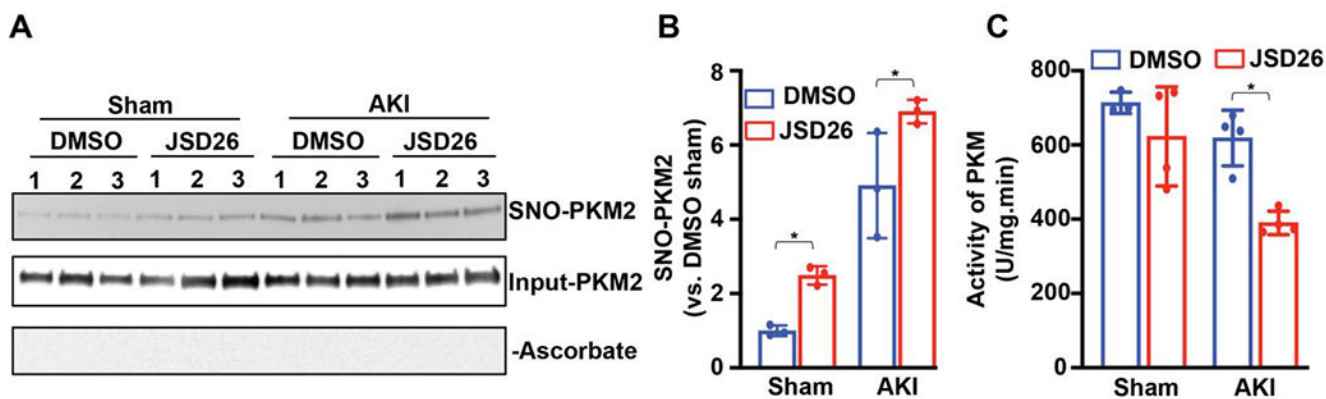 A
Sham AKI
DMSO JSD26 DMSO JSD26
1 2 3 1 2 3 1 2 3 1 2 3
SNO-PKM2
Input-PKM2
-Ascorbate
B
SNO-PKM2
(vs. DMSO sham)
8
6
4
2
0
DMSO
JSD26
*
*
Sham AKI
C
DMSO JSD26
Activity of PKM
(U/mg.min)
800
600
400
200
0
*
Sham AKI